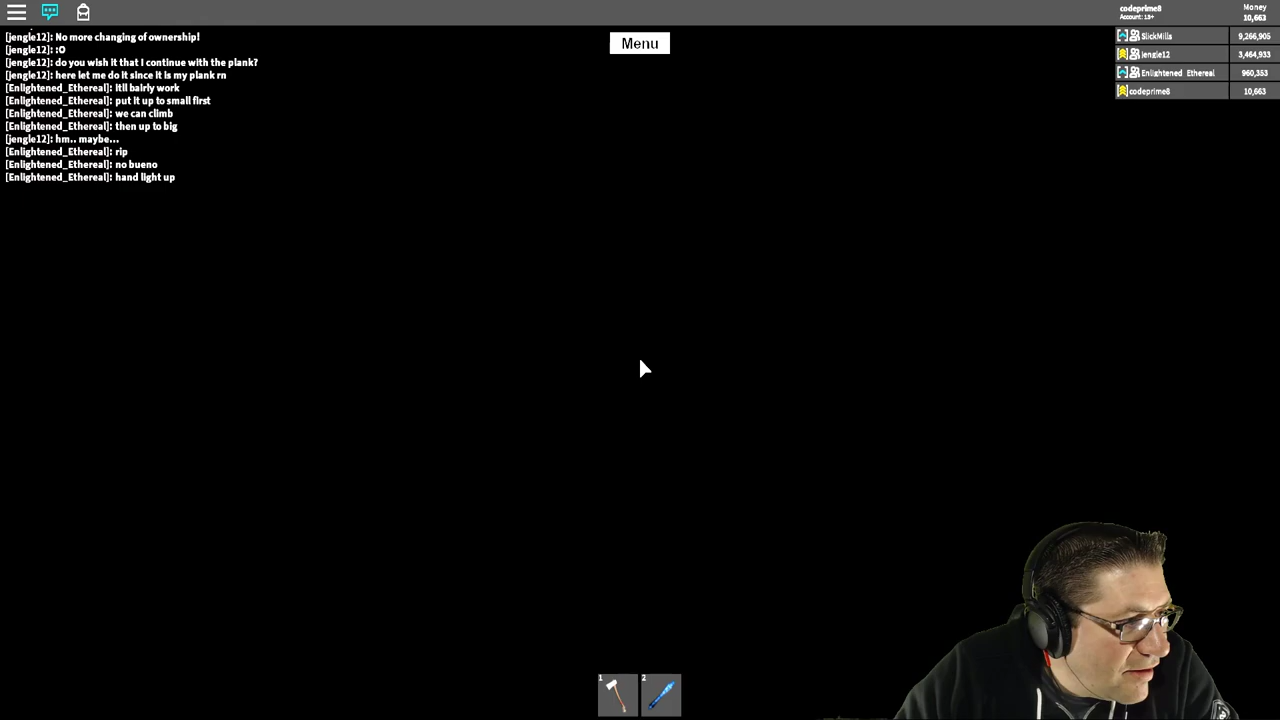 codeprime8
Account: 13+
Money
10,663
[jengle12]: No more changing of ownership!
[jengle12]: :O
[jengle12]: do you wish it that I continue with the plank?
[jengle12]: here let me do it since it is my plank rn
[Enlightened_Ethereal]: itll bairly work
[Enlightened_Ethereal]: put it up to small first
[Enlightened_Ethereal]: we can climb
[Enlightened_Ethereal]: then up to big
[jengle12]: hm.. maybe...
[Enlightened_Ethereal]: rip
[Enlightened_Ethereal]: no bueno
[Enlightened_Ethereal]: hand light up
Menu
SlickMills 9,266,905
jengle12 3,464,933
Enlightened_Ethereal 960,353
codeprime8 10,663
1
2